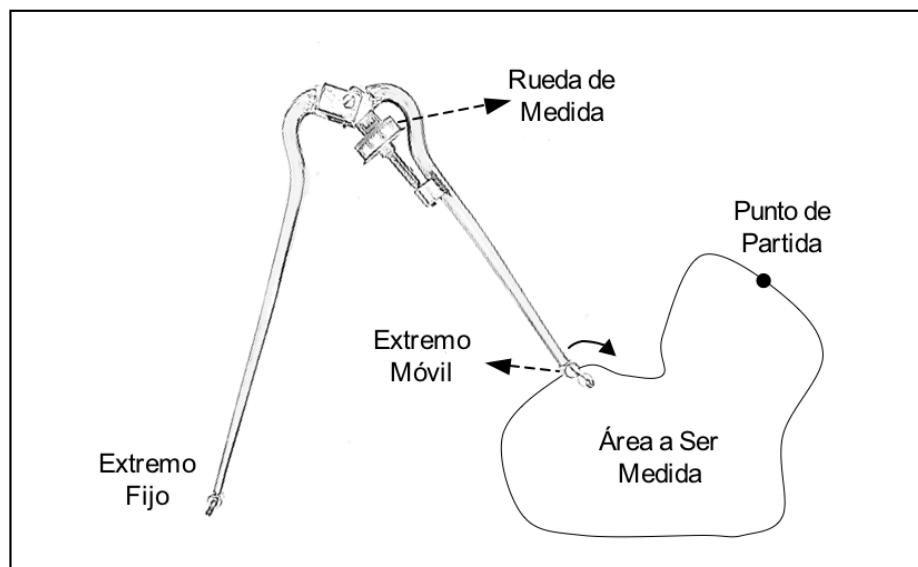 Rueda de
Medida
Punto de
Partida
Extremo
Móvil
Área a Ser
Medida
Extremo
Fijo